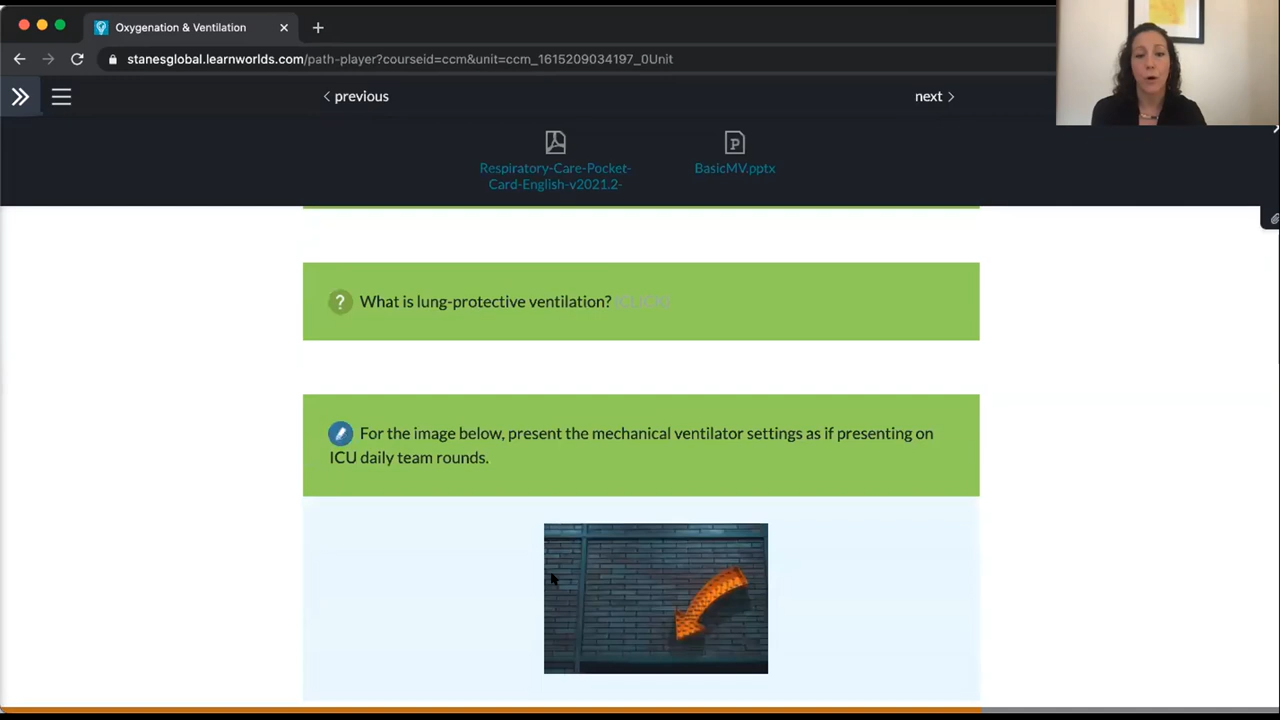 Oxygenation & Ventilation
stanesglobal.learnworlds.com/path-player?courseid=ccm&unit=ccm_1615209034197_0Unit
previous
next
Respiratory-Care-Pocket-
Card-English-v2021.2-
BasicMV.pptx
What is lung-protective ventilation? (CLICK)
For the image below, present the mechanical ventilator settings as if presenting on
ICU daily team rounds.